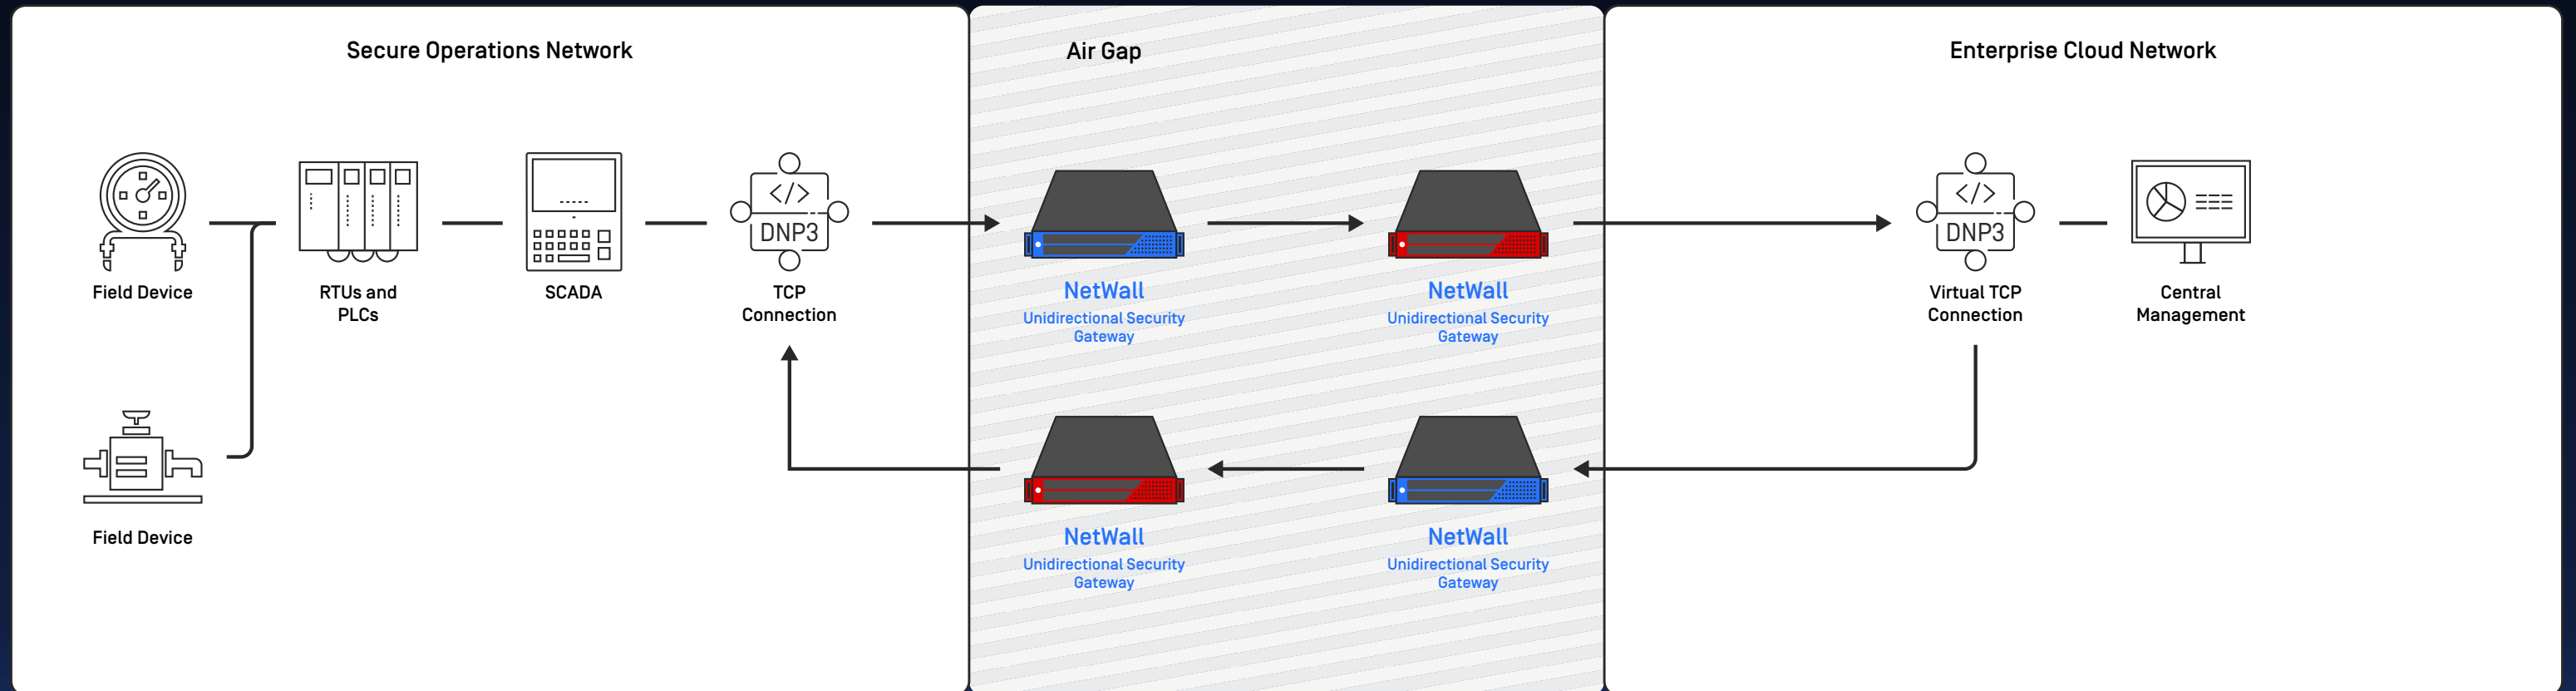 Secure Operations Network
Air Gap
Enterprise Cloud Network
</>
DNP3
</>
DNP3
Field Device
RTUs and
PLCs
SCADA
TCP
Connection
NetWall
Unidirectional Security
Gateway
NetWall
Unidirectional Security
Gateway
Virtual TCP
Connection
Central
Management
Field Device
NetWall
Unidirectional Security
Gateway
NetWall
Unidirectional Security
Gateway